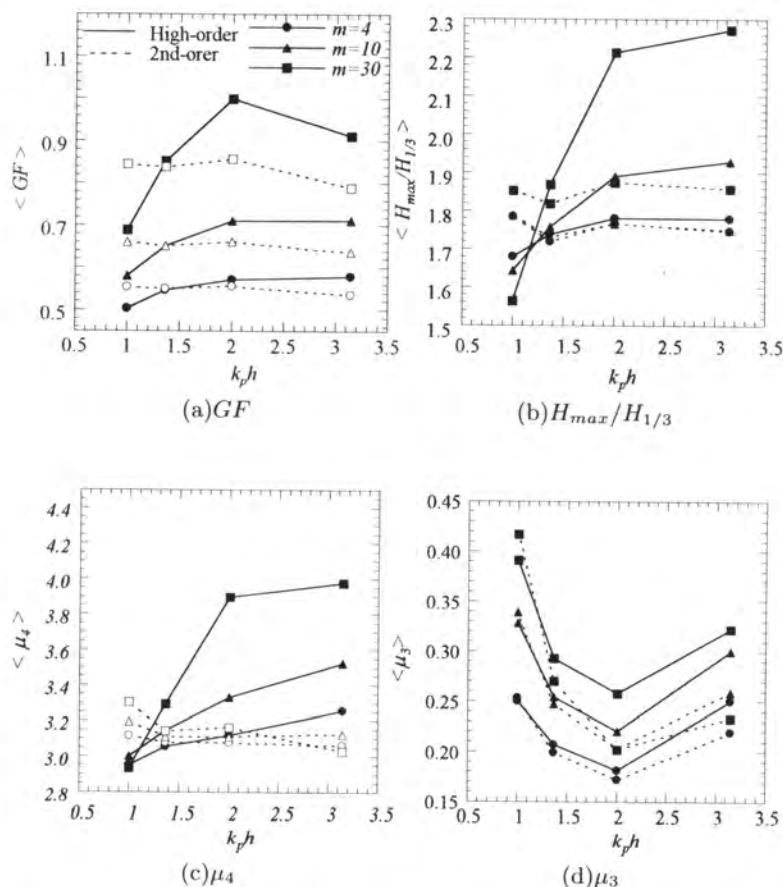 High-order
2nd-orer
m=4
m=10
m=30
1.1
0.9
0.7
0.5
< GF >
0.5 1 1.5 2 2.5 3 3.5
k_p h
(a)GF
2.3
2.2
2.1
2.0
1.9
1.8
1.7
1.6
1.5
< H_max/H_1/3 >
0.5 1 1.5 2 2.5 3 3.5
k_p h
(b)H_max/H_1/3
4.4
4.2
4.0
3.8
3.6
3.4
3.2
3.0
2.8
< μ_4 >
0.5 1 1.5 2 2.5 3 3.5
k_p h
(c)μ_4
0.45
0.40
0.35
0.30
0.25
0.20
0.15
<μ_3>
0.5 1 1.5 2 2.5 3 3.5
k_p h
(d)μ_3